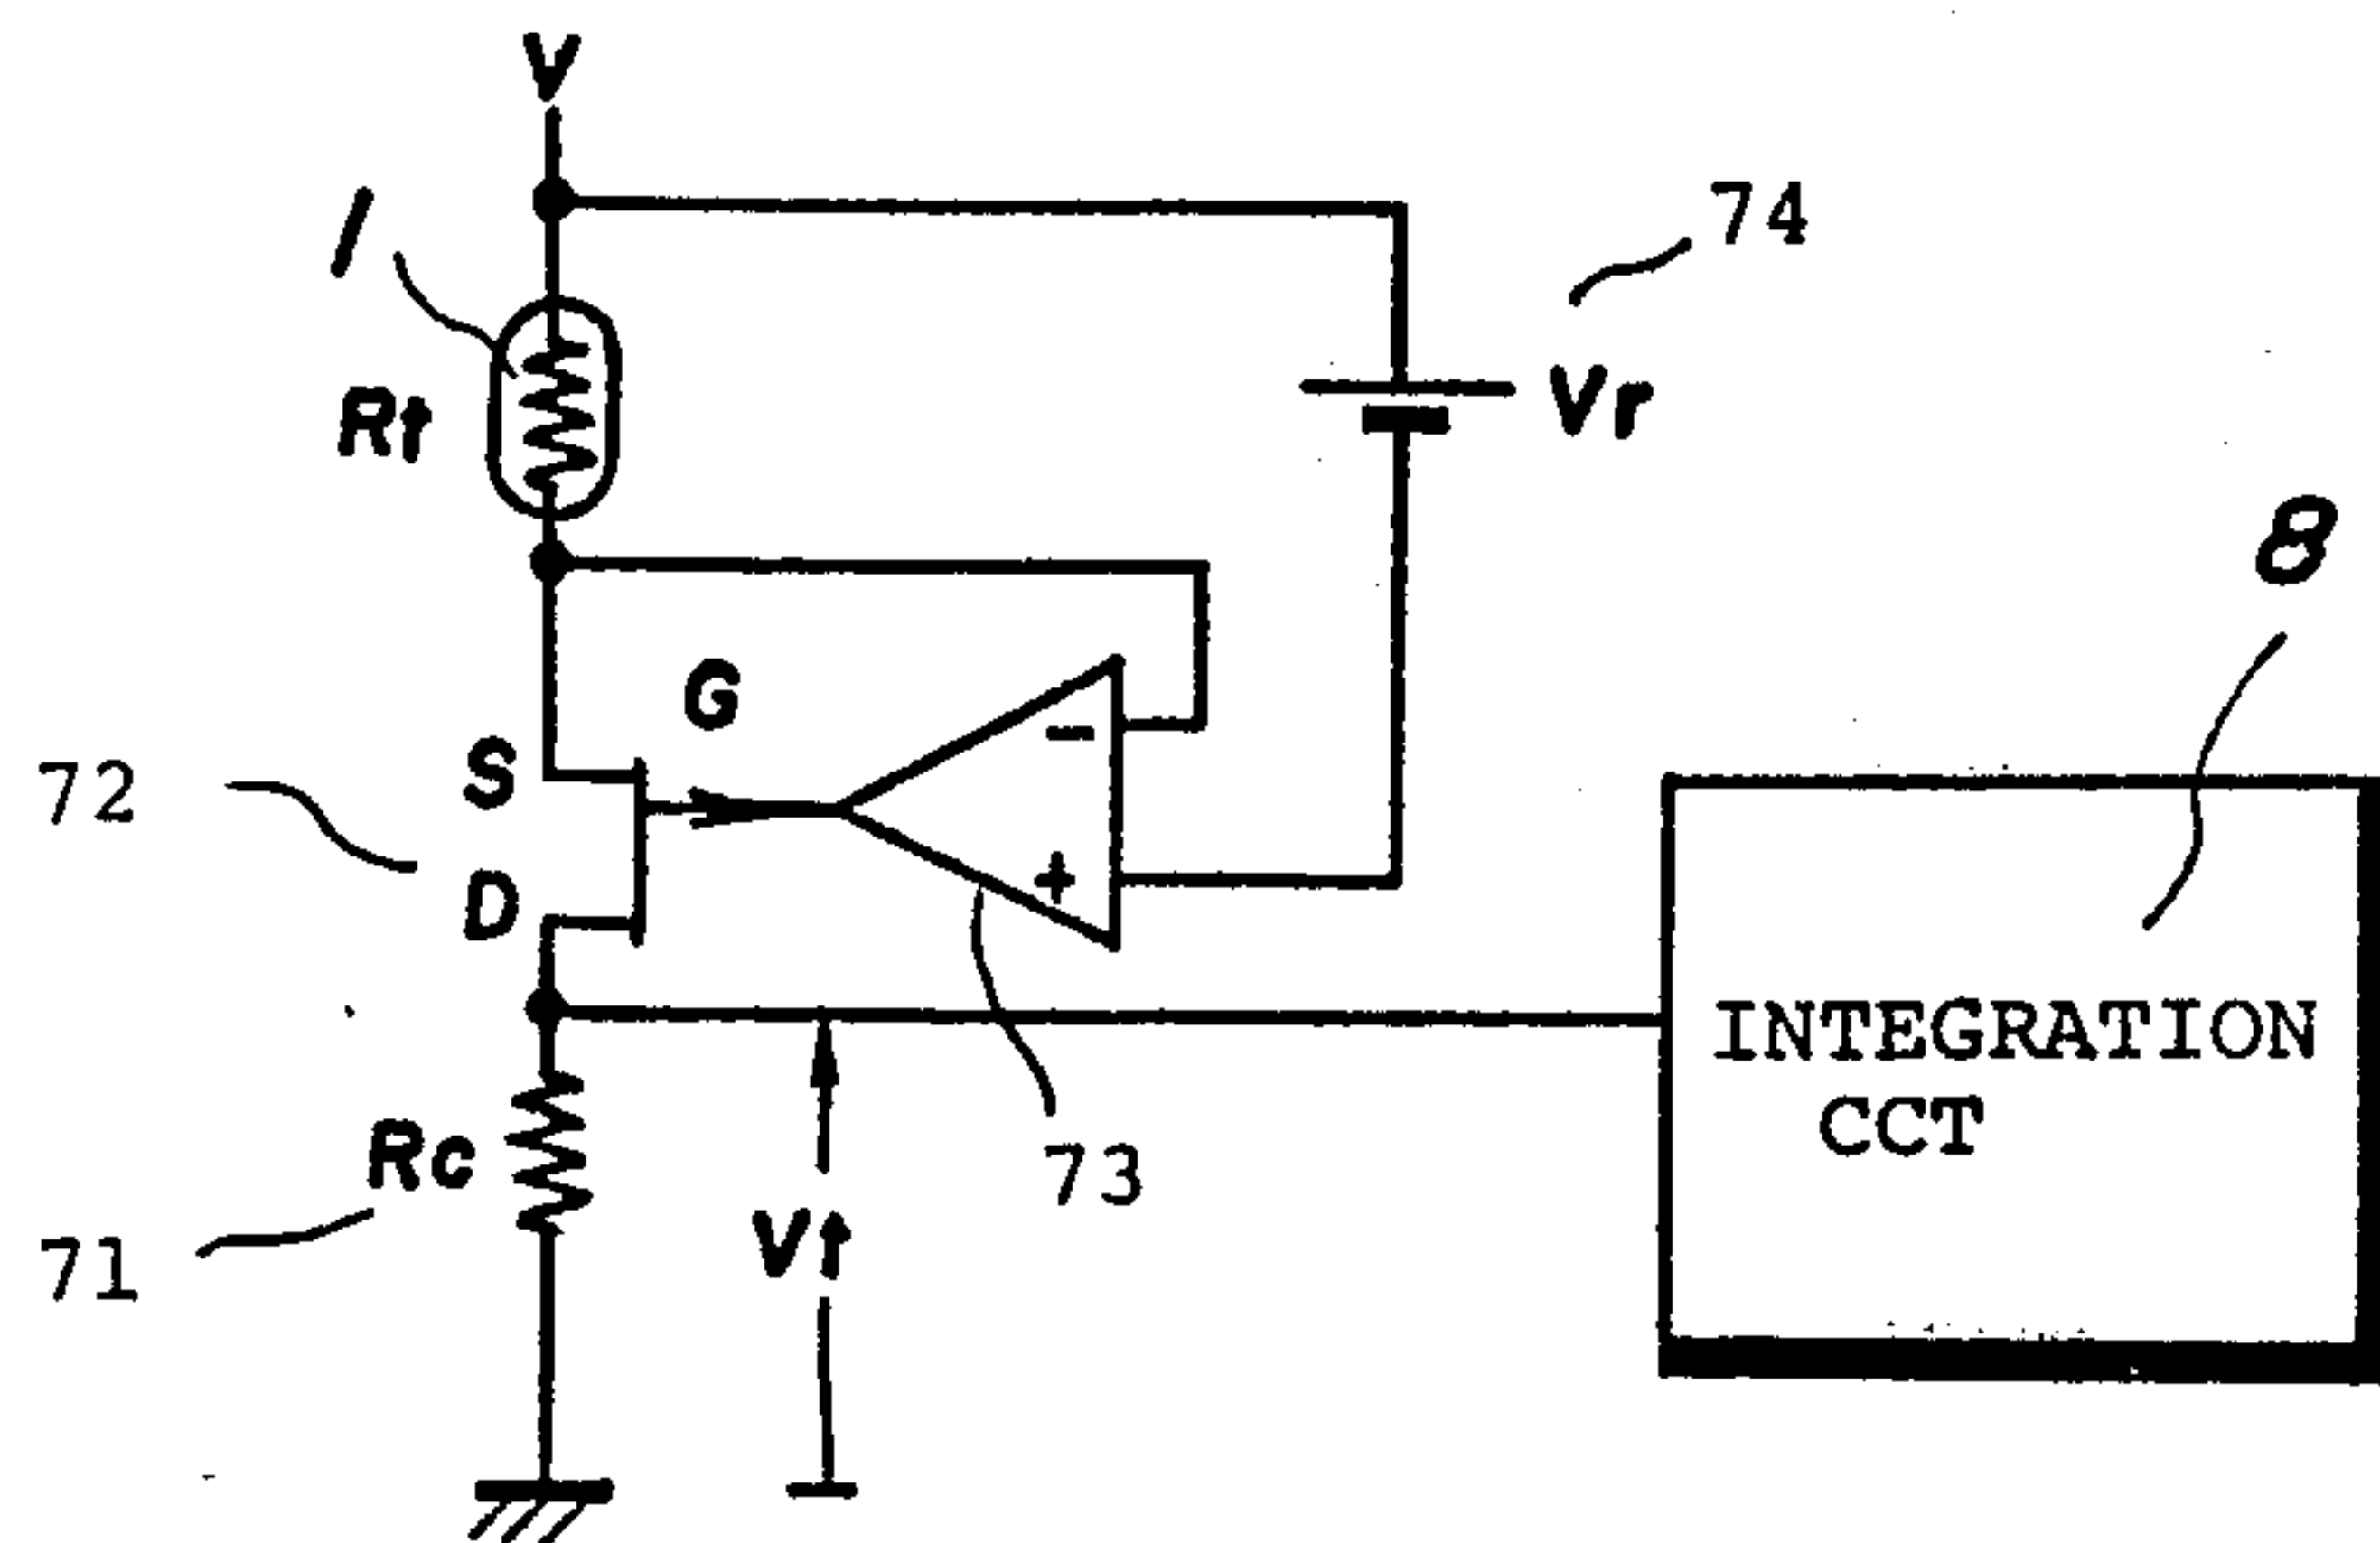 V
1
74
Rt
Vr
8
G
-
S
72
D
+
INTEGRATION
CCT
Rc
73
Vt
71